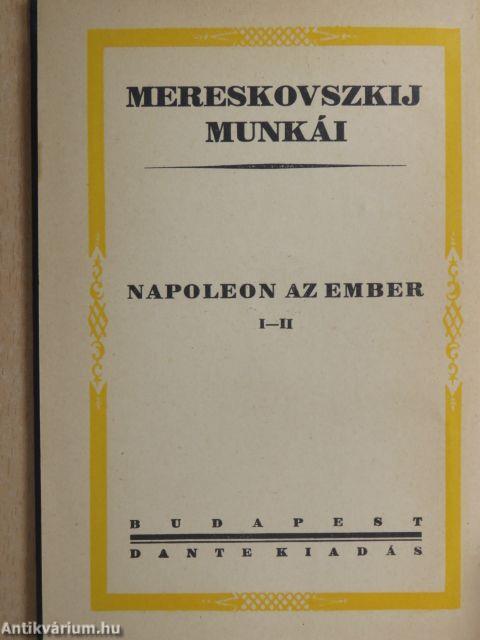 MERESKOVSZKIJ
MUNKÁI
NAPOLEON AZ EMBER
I—II
BUDAPEST
DANTE KIADÁS
Antikvárium.hu